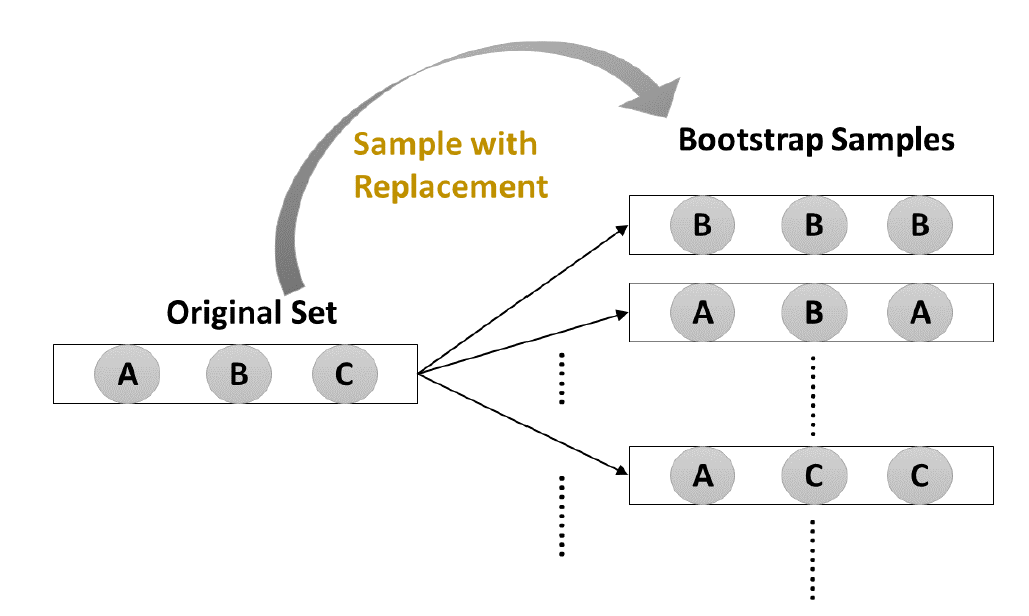 Sample with
Replacement
Bootstrap Samples
B B B
A B A
Original Set
A B C
A C C